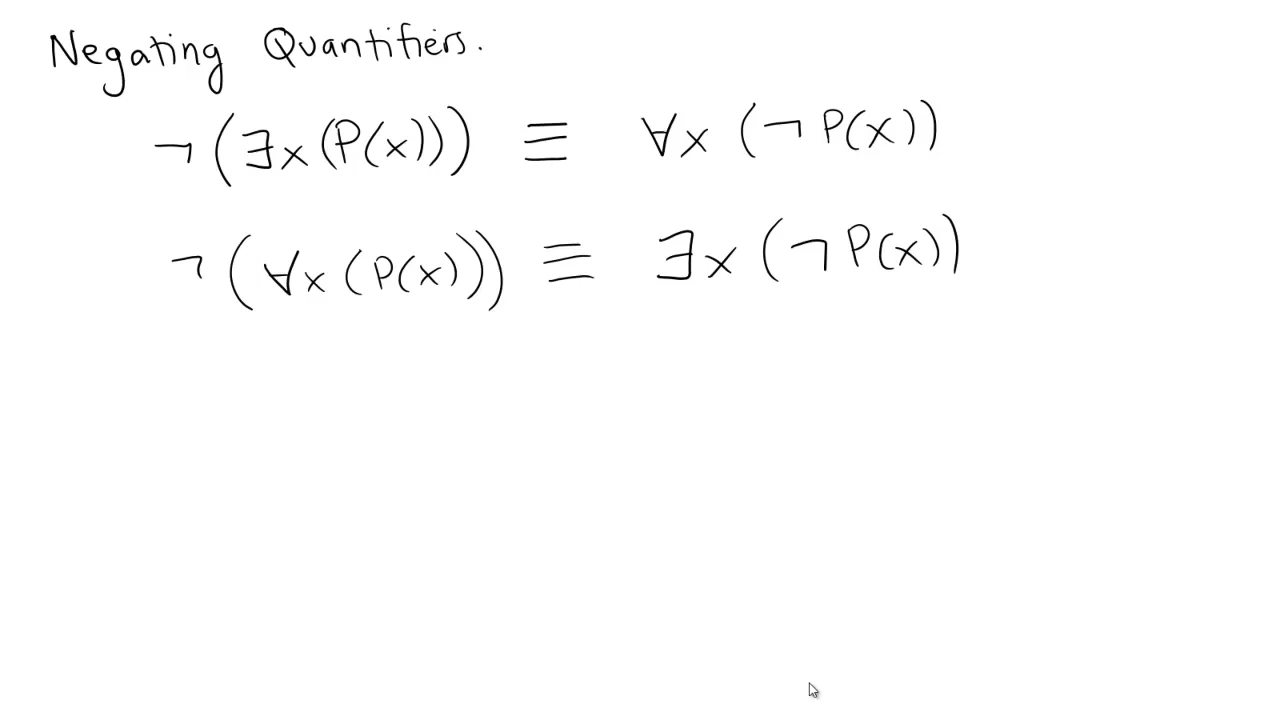 Negating Quantifiers.
¬(∃x(P(x))) ≡ ∀x(¬P(x))
¬(∀x(P(x))) ≡ ∃x(¬P(x))